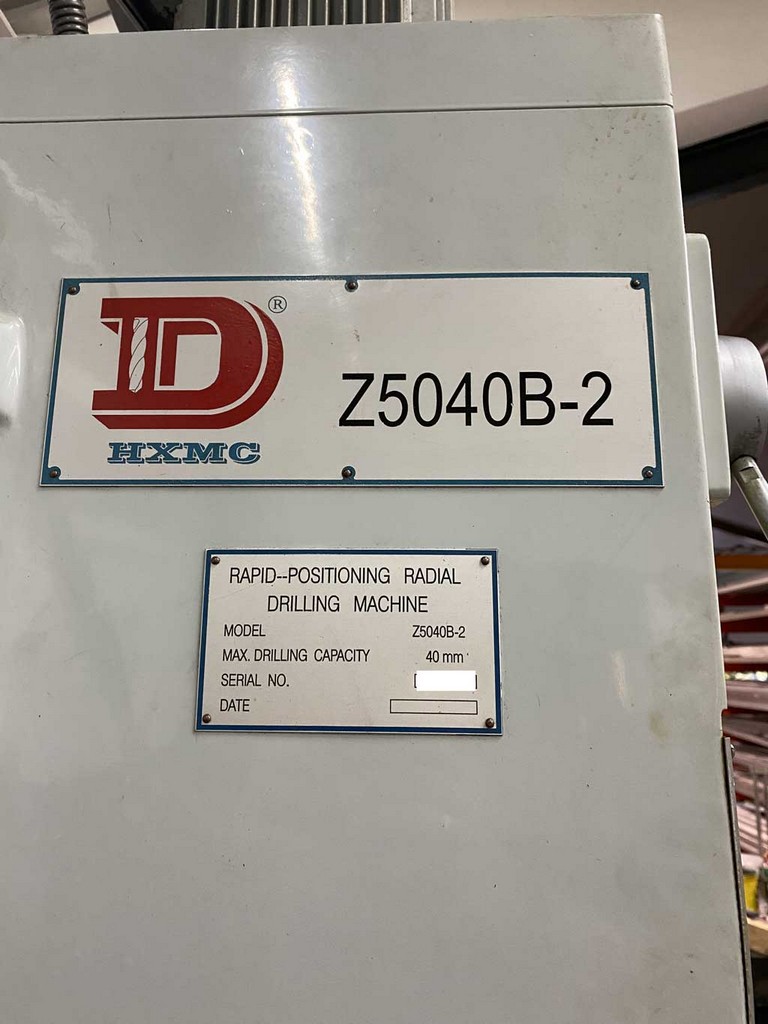 D ®
HXMC
Z5040B-2
RAPID--POSITIONING RADIAL
DRILLING MACHINE
MODEL Z5040B-2
MAX. DRILLING CAPACITY 40 mm
SERIAL NO.
DATE